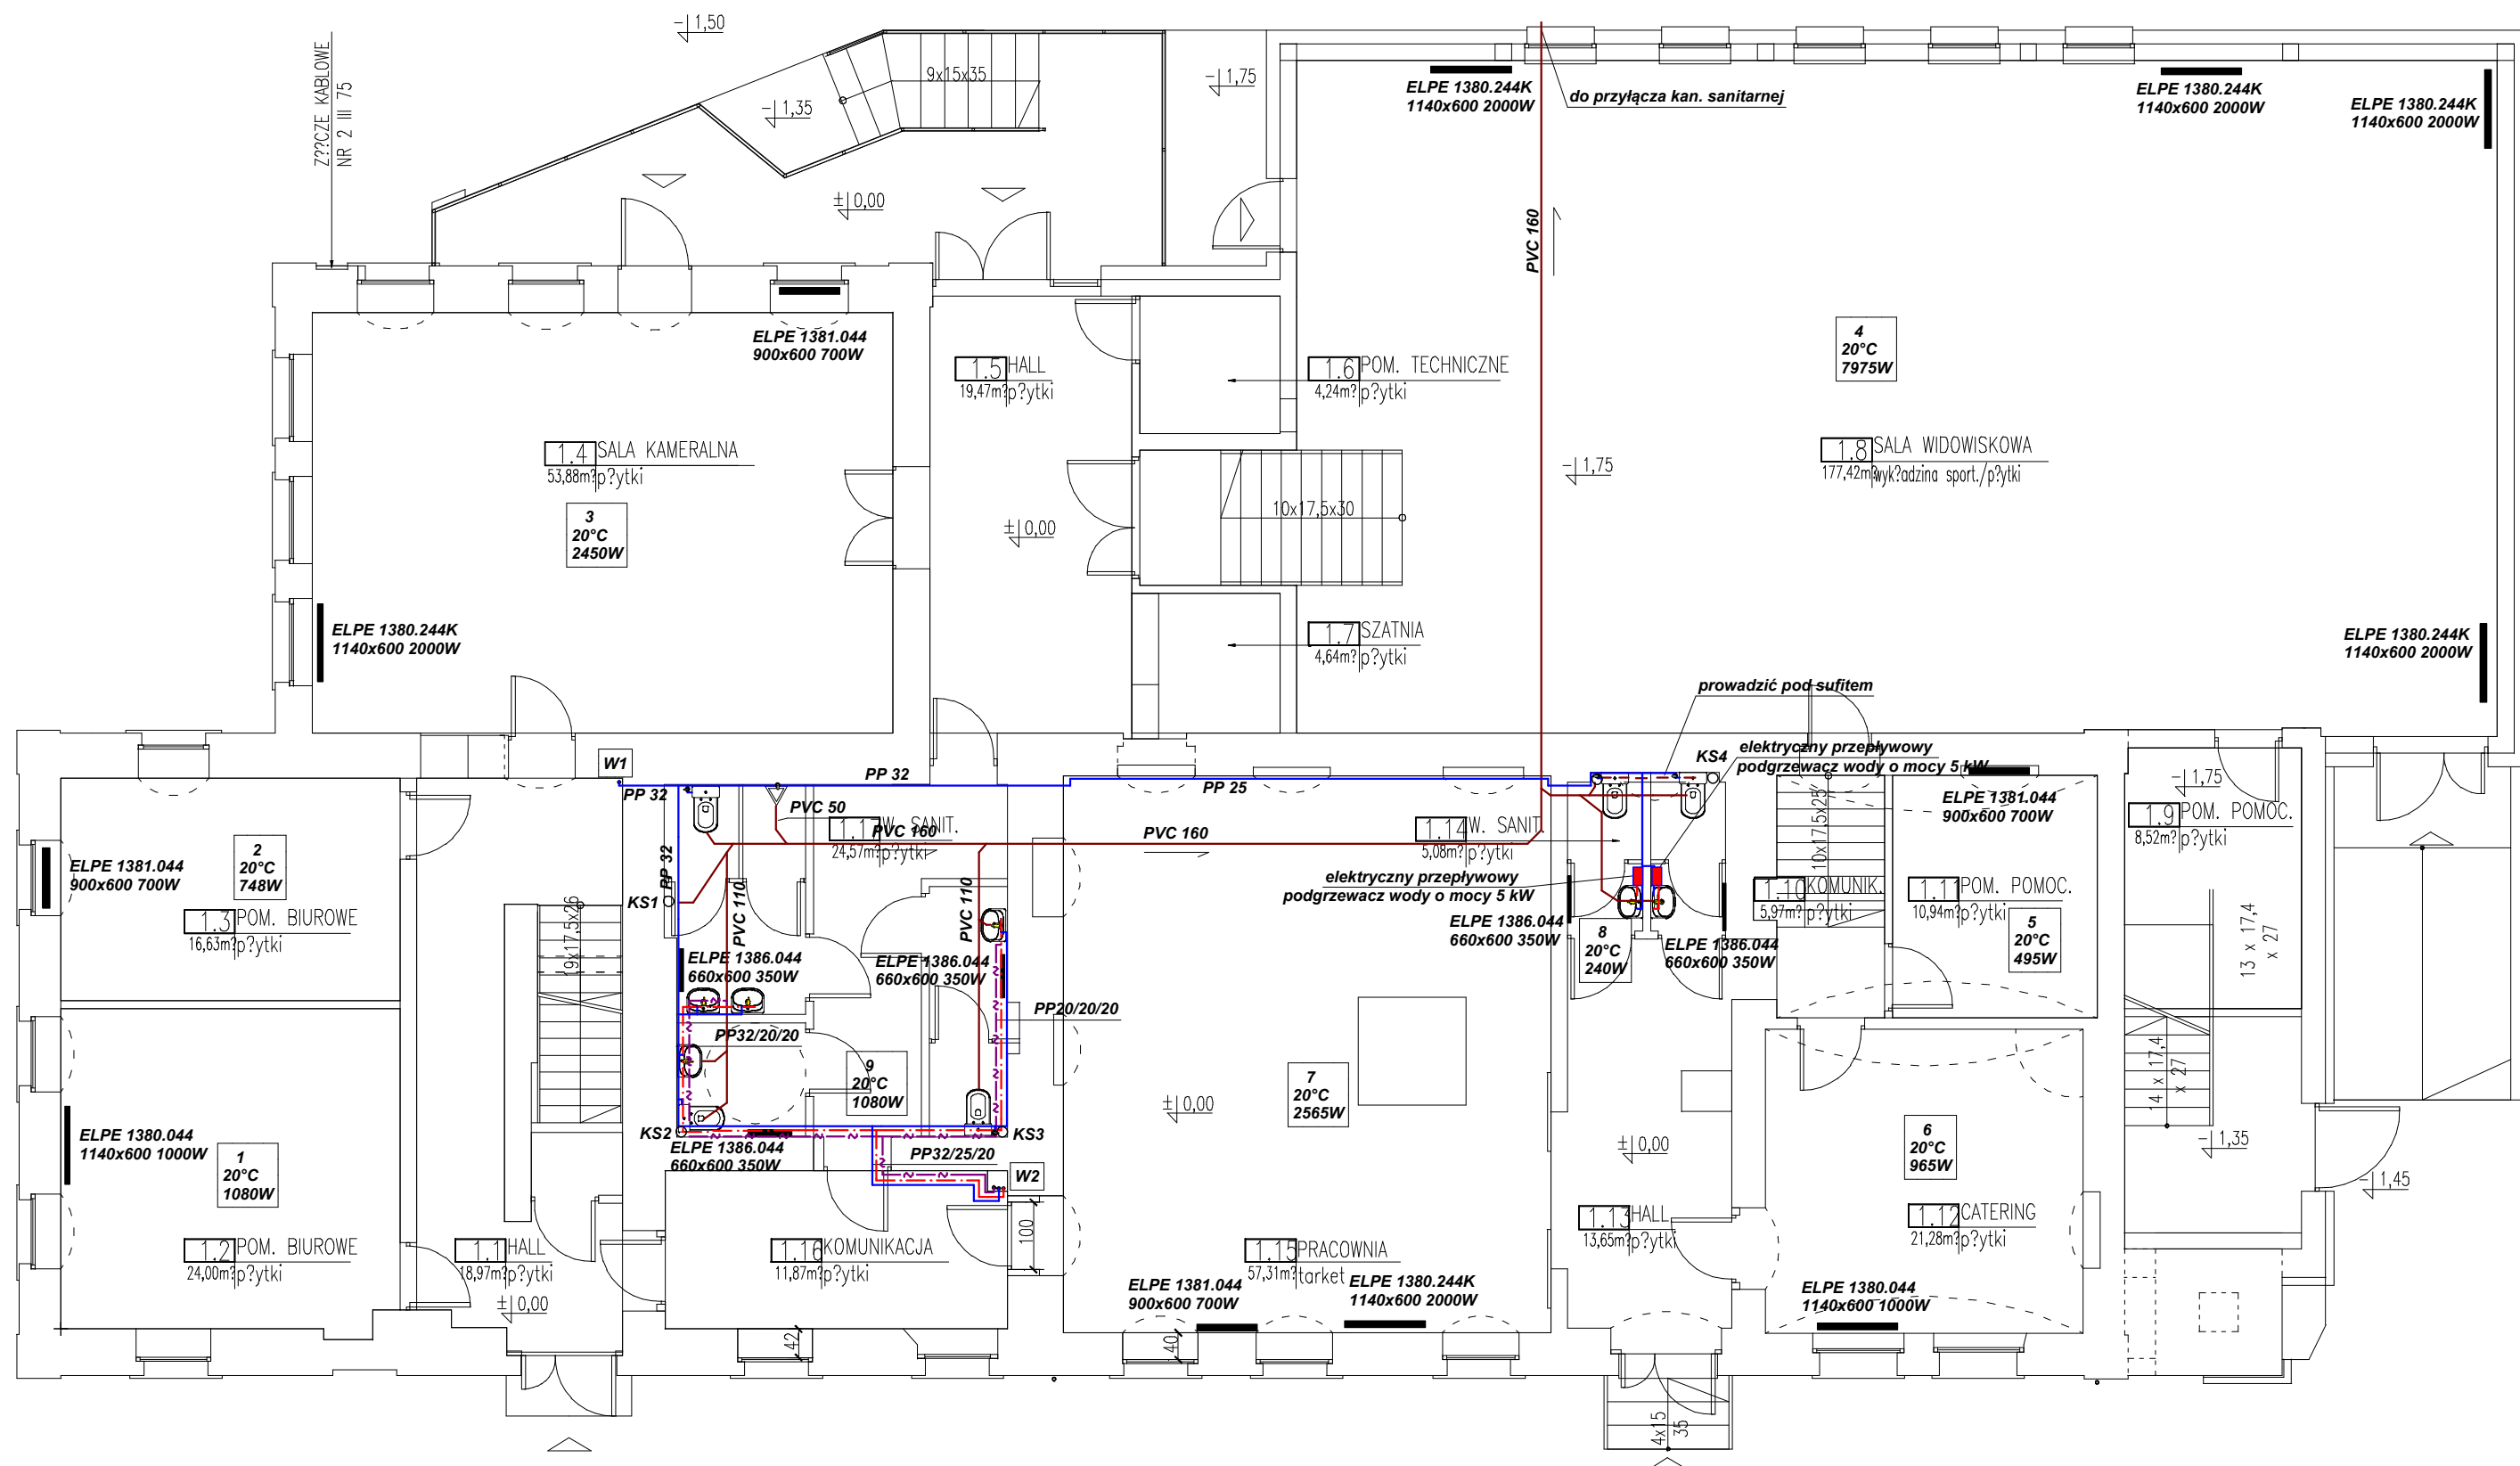 -1,50
Z??CZE KABLOWE
NR 2 III 75
9x15x35
-1,35
-1,75
±0,00
ELPE 1380.244K
1140x600 2000W
do przyłącza kan. sanitarnej
ELPE 1380.244K
1140x600 2000W
ELPE 1380.244K
1140x600 2000W
PVC 160
ELPE 1381.044
900x600 700W
1.5 HALL
19,47m? p?ytki
1.6 POM. TECHNICZNE
4,24m? p?ytki
4
20°C
7975W
1.4 SALA KAMERALNA
53,88m? p?ytki
3
20°C
2450W
1.8 SALA WIDOWISKOWA
177,42m? wyk?adzina sport./p?ytki
-1,75
10x17,5x30
±0,00
ELPE 1380.244K
1140x600 2000W
1.7 SZATNIA
4,64m? p?ytki
ELPE 1380.244K
1140x600 2000W
prowadzić pod sufitem
W1
PP 32
PP 32
PP 25
KS4
elektryczny przepływowy
podgrzewacz wody o mocy 5 kW
-1,75
PVC 50
1.17 W. SANIT.
24,57m? p?ytki
PVC 160
PVC 160
1.14 W. SANIT.
5,08m? p?ytki
10x17,5x25
ELPE 1381.044
900x600 700W
1.9 POM. POMOC.
8,52m? p?ytki
ELPE 1381.044
900x600 700W
2
20°C
748W
1.3 POM. BIUROWE
16,63m? p?ytki
PP 32
KS1
PVC 110
PVC 110
elektryczny przepływowy
podgrzewacz wody o mocy 5 kW
1.10 KOMUNIK.
5,97m? p?ytki
1.11 POM. POMOC.
10,94m? p?ytki
5
20°C
495W
19x17,5x26
ELPE 1386.044
660x600 350W
ELPE 1386.044
660x600 350W
ELPE 1386.044
660x600 350W
8
20°C
240W
ELPE 1386.044
660x600 350W
13 x 17,4
x 27
PP20/20/20
PP32/20/20
9
20°C
1080W
7
20°C
2565W
±0,00
14 x 17,4
x 27
ELPE 1380.044
1140x600 1000W
1
20°C
1080W
KS2
ELPE 1386.044
660x600 350W
KS3
PP32/25/20
W2
±0,00
6
20°C
965W
-1,35
-1,45
1.2 POM. BIUROWE
24,00m? p?ytki
1.1 HALL
18,97m? p?ytki
±0,00
1.16 KOMUNIKACJA
11,87m? p?ytki
100
1.15 PRACOWNIA
57,31m? tarket
1.13 HALL
13,65m? p?ytki
1.12 CATERING
21,28m? p?ytki
ELPE 1381.044
900x600 700W
ELPE 1380.244K
1140x600 2000W
ELPE 1380.044
1140x600 1000W
42
40
4x15
35